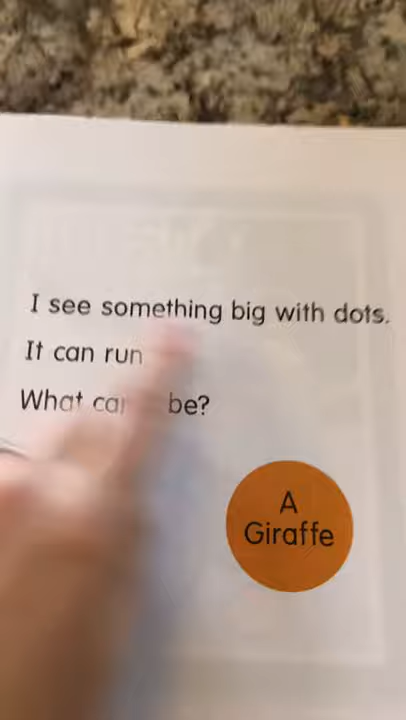 I see something big with dots.
It can run
What be?
A
Giraffe